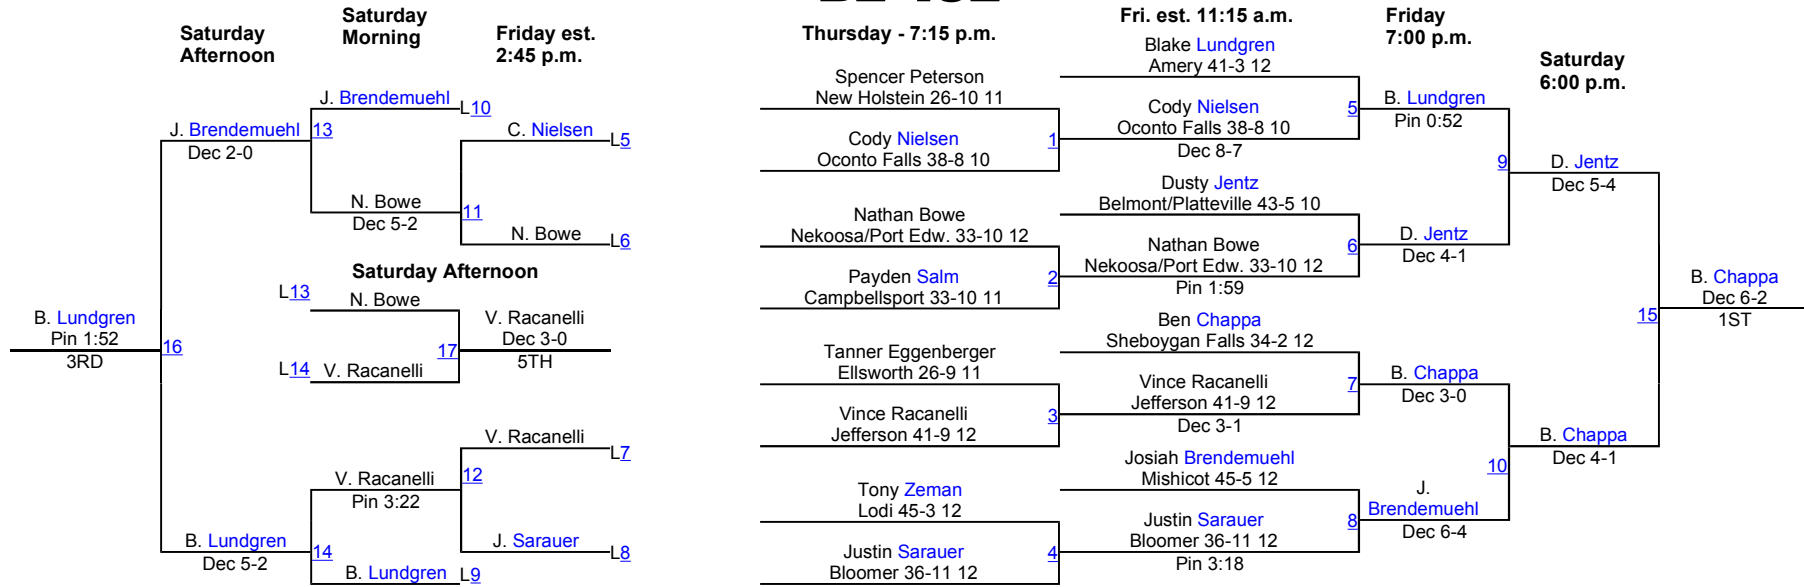 Saturday
Afternoon
Saturday
Morning
Friday est.
2:45 p.m.
J. Brendemuehl
L10
J. Brendemuehl
13
Dec 2-0
C. Nielsen
L5
N. Bowe
11
Dec 5-2
N. Bowe
L6
Saturday Afternoon
L13
N. Bowe
B. Lundgren
Pin 1:52
3RD
16
V. Racanelli
Dec 3-0
17
5TH
L14
V. Racanelli
V. Racanelli
L7
V. Racanelli
12
Pin 3:22
B. Lundgren
14
Dec 5-2
J. Sarauer
L8
B. Lundgren
L9
Thursday - 7:15 p.m.
Fri. est. 11:15 a.m.
Friday
7:00 p.m.
Saturday
6:00 p.m.
Spencer Peterson
New Holstein 26-10 11
Cody Nielsen
Oconto Falls 38-8 10
1
Nathan Bowe
Nekoosa/Port Edw. 33-10 12
Payden Salm
Campbellsport 33-10 11
2
Tanner Eggenberger
Ellsworth 26-9 11
Vince Racanelli
Jefferson 41-9 12
3
Tony Zeman
Lodi 45-3 12
Justin Sarauer
Bloomer 36-11 12
4
Blake Lundgren
Amery 41-3 12
Cody Nielsen
Oconto Falls 38-8 10
Dec 8-7
5
Dusty Jentz
Belmont/Platteville 43-5 10
Nathan Bowe
Nekoosa/Port Edw. 33-10 12
Pin 1:59
6
Ben Chappa
Sheboygan Falls 34-2 12
Vince Racanelli
Jefferson 41-9 12
Dec 3-1
7
Josiah Brendemuehl
Mishicot 45-5 12
Justin Sarauer
Bloomer 36-11 12
Pin 3:18
8
B. Lundgren
Pin 0:52
9
D. Jentz
Dec 4-1
B. Chappa
Dec 3-0
10
J.
Brendemuehl
Dec 6-4
D. Jentz
Dec 5-4
B. Chappa
Dec 4-1
15
B. Chappa
Dec 6-2
1ST